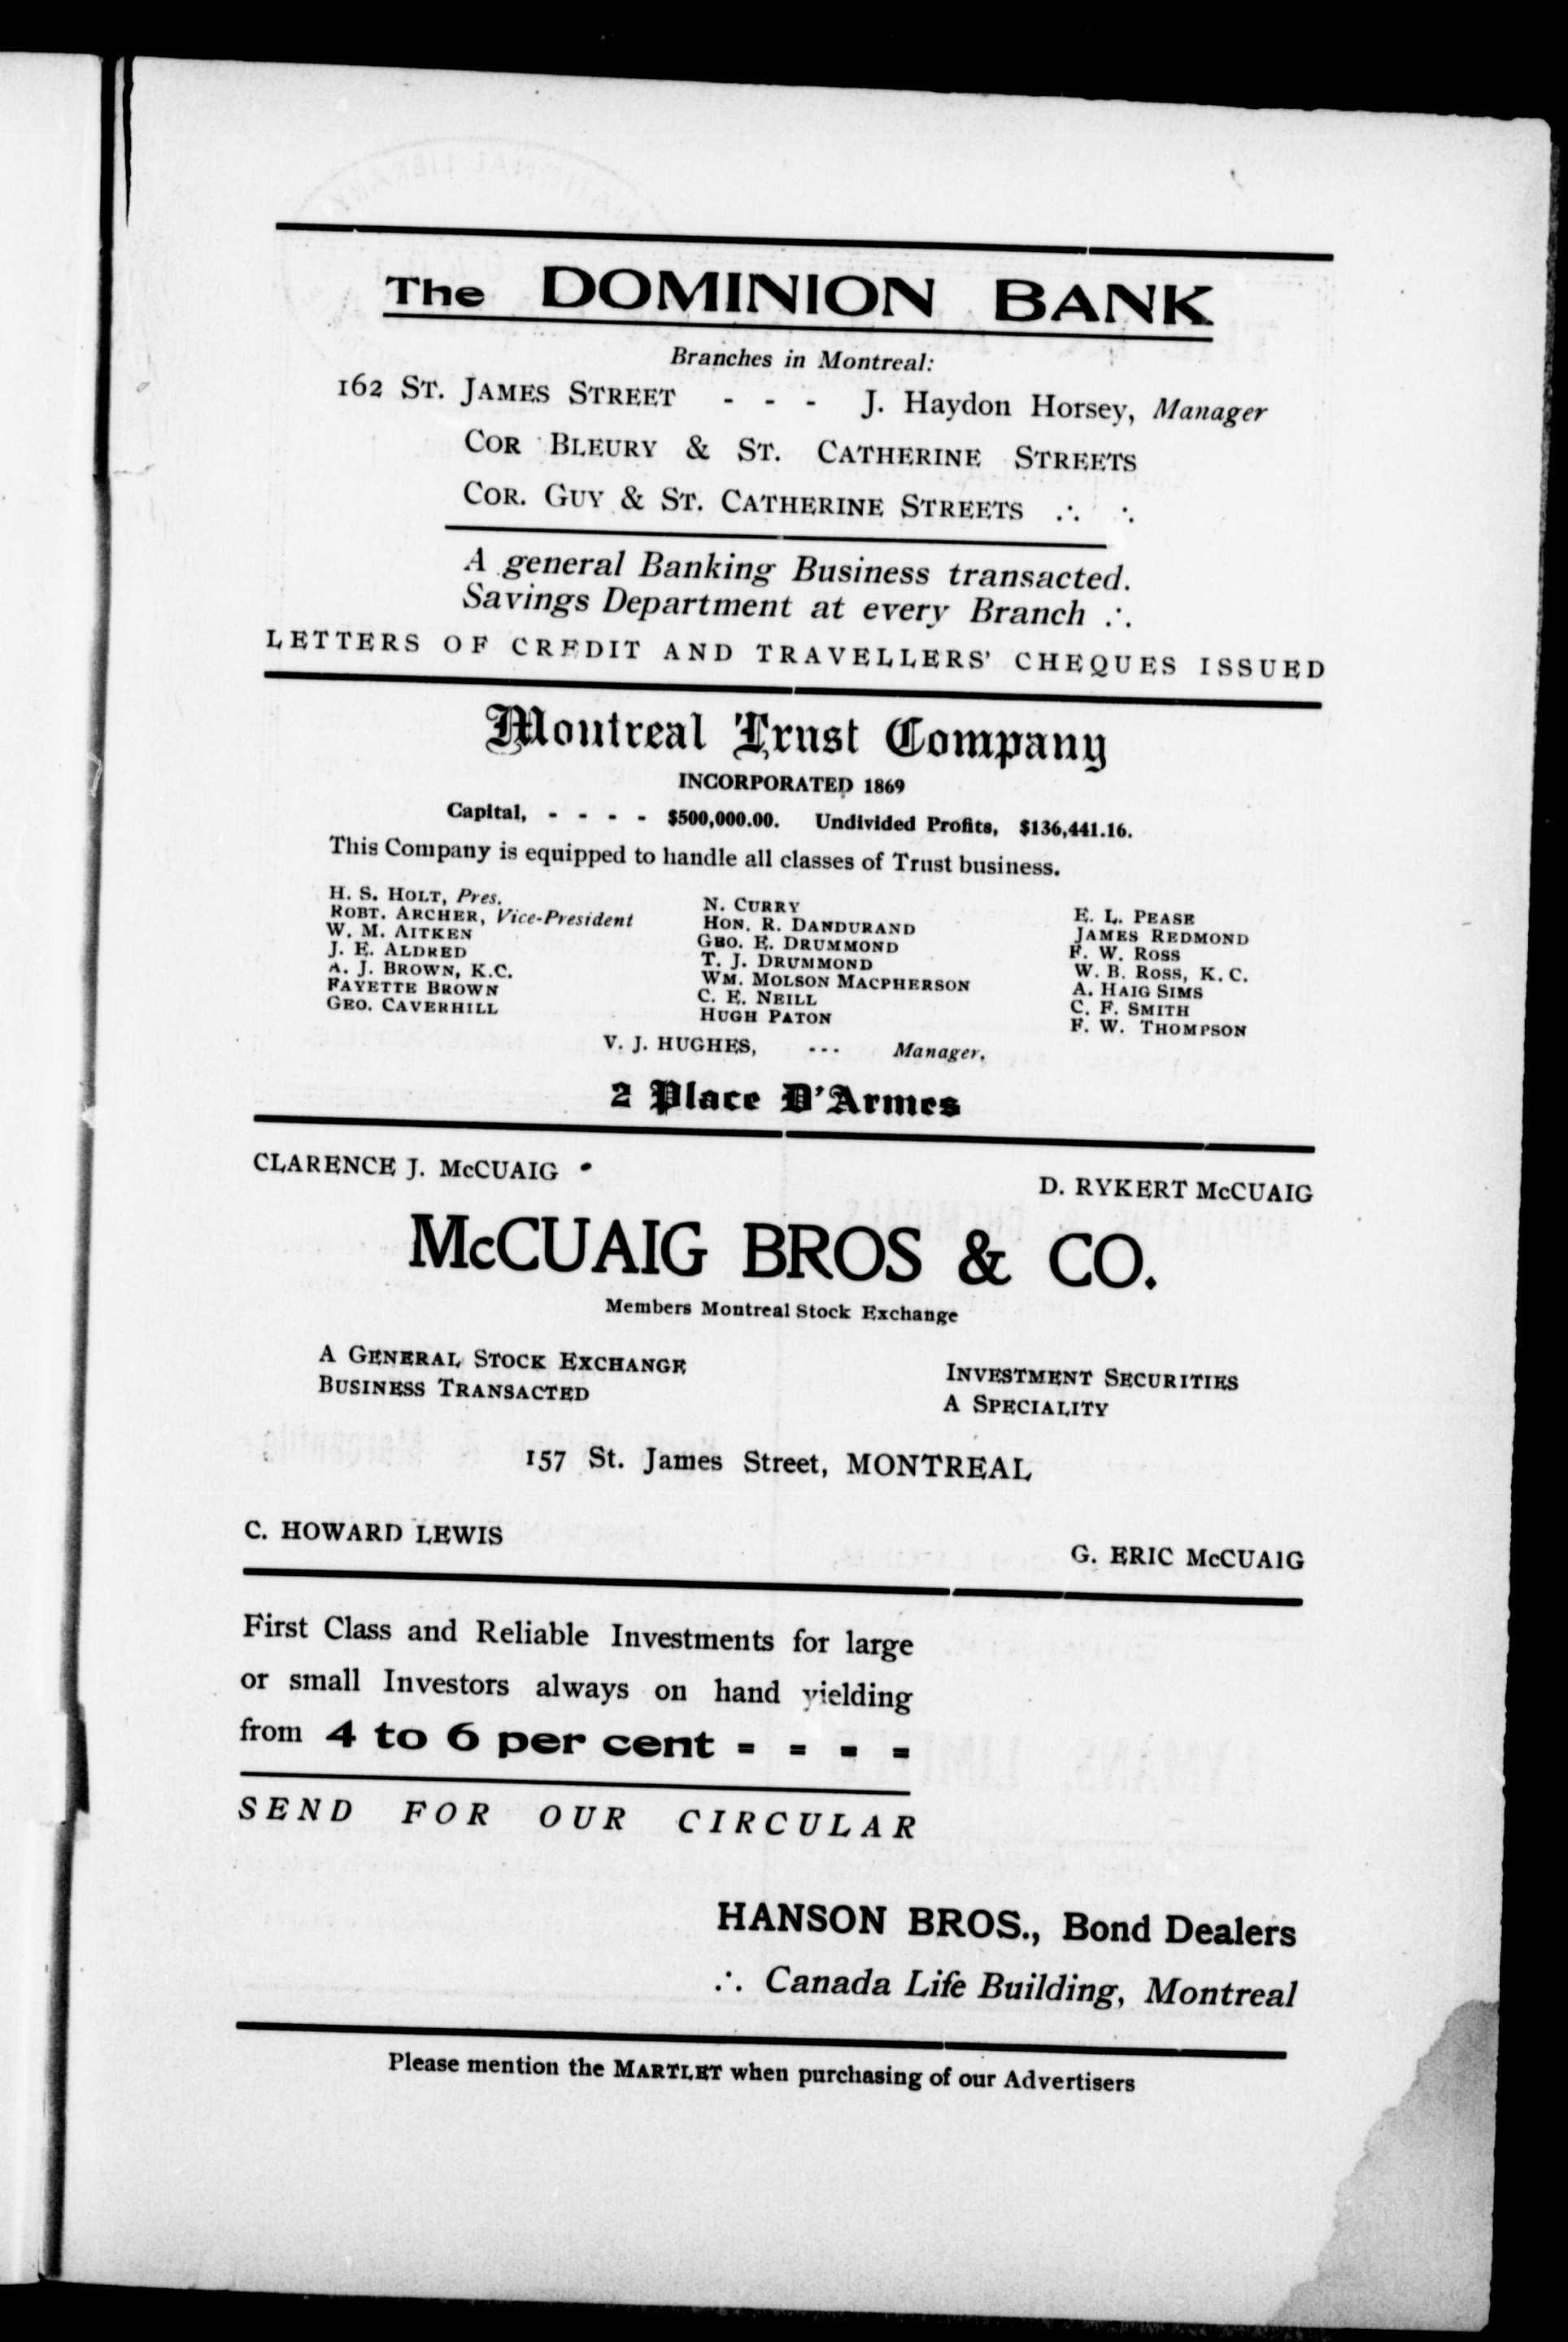 The DOMINION BANK
Branches in Montreal:
162 ST. JAMES STREET - - - J. Haydon Horsey, Manager
COR BLEURY & ST. CATHERINE STREETS
COR. GUY & ST. CATHERINE STREETS ∴ ∴
A general Banking Business transacted.
Savings Department at every Branch ∴
LETTERS OF CREDIT AND TRAVELLERS' CHEQUES ISSUED
Montreal Trust Company
INCORPORATED 1869
Capital, - - - - $500,000.00. Undivided Profits, $136,441.16.
This Company is equipped to handle all classes of Trust business.
H. S. HOLT, Pres.
ROBT. ARCHER, Vice-President
W. M. AITKEN
J. E. ALDRED
A. J. BROWN, K.C.
FAYETTE BROWN
GEO. CAVERHILL
N. CURRY
HON. R. DANDURAND
GEO. E. DRUMMOND
T. J. DRUMMOND
WM. MOLSON MACPHERSON
C. E. NEILL
HUGH PATON
E. L. PEASE
JAMES REDMOND
F. W. ROSS
W. B. ROSS, K. C.
A. HAIG SIMS
C. F. SMITH
F. W. THOMPSON
V. J. HUGHES, --- Manager.
2 Place D'Armes
CLARENCE J. McCUAIG
D. RYKERT McCUAIG
McCUAIG BROS & CO.
Members Montreal Stock Exchange
A GENERAL STOCK EXCHANGE
BUSINESS TRANSACTED
INVESTMENT SECURITIES
A SPECIALITY
157 St. James Street, MONTREAL
C. HOWARD LEWIS
G. ERIC McCUAIG
First Class and Reliable Investments for large
or small Investors always on hand yielding
from 4 to 6 per cent = = = =
SEND FOR OUR CIRCULAR
HANSON BROS., Bond Dealers
∴ Canada Life Building, Montreal
Please mention the MARTLET when purchasing of our Advertisers